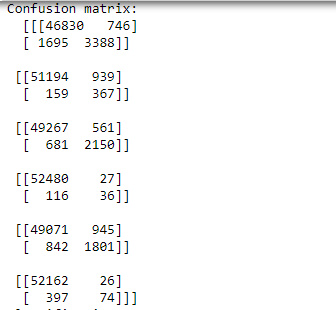 Confusion matrix:
[[[46830 746]
[ 1695 3388]]
[[51194 939]
[ 159 367]]
[[49267 561]
[ 681 2150]]
[[52480 27]
[ 116 36]]
[[49071 945]
[ 842 1801]]
[[52162 26]
[ 397 74]]]